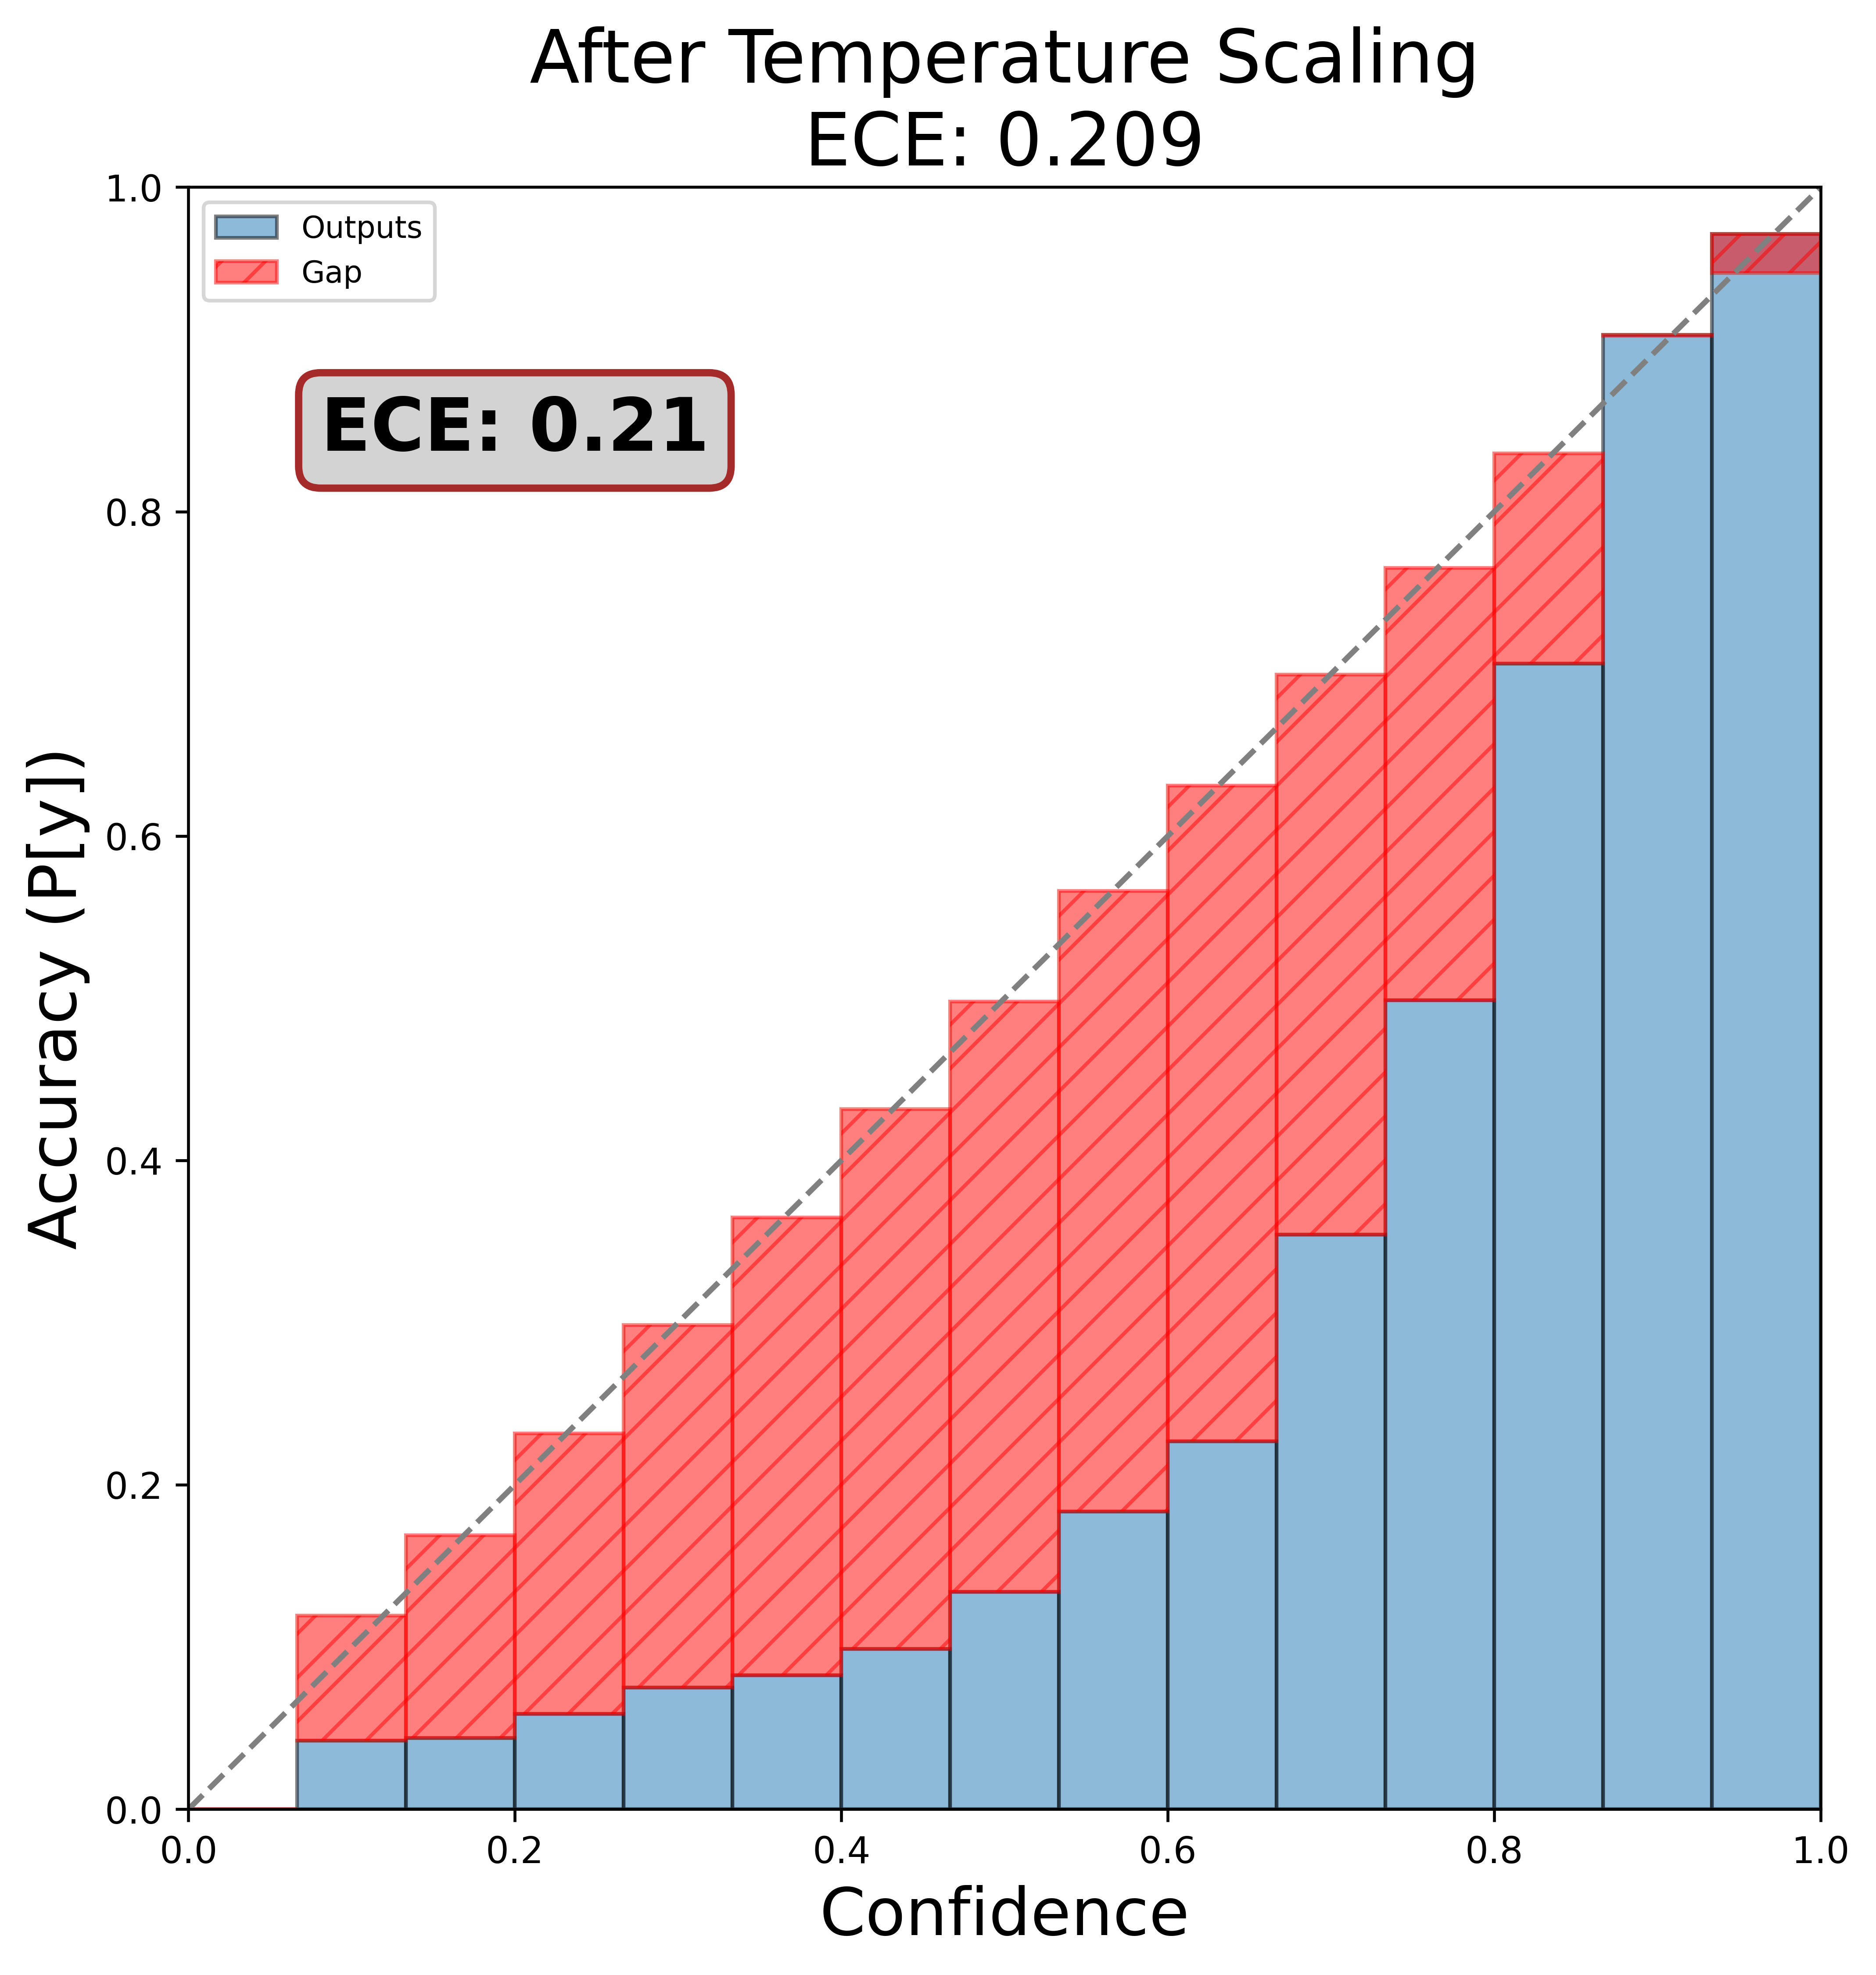 After Temperature Scaling
ECE: 0.209
Outputs
Gap
ECE: 0.21
Accuracy (P[y])
1.0
0.8
0.6
0.4
0.2
0.0
0.0 0.2 0.4 0.6 0.8 1.0
Confidence